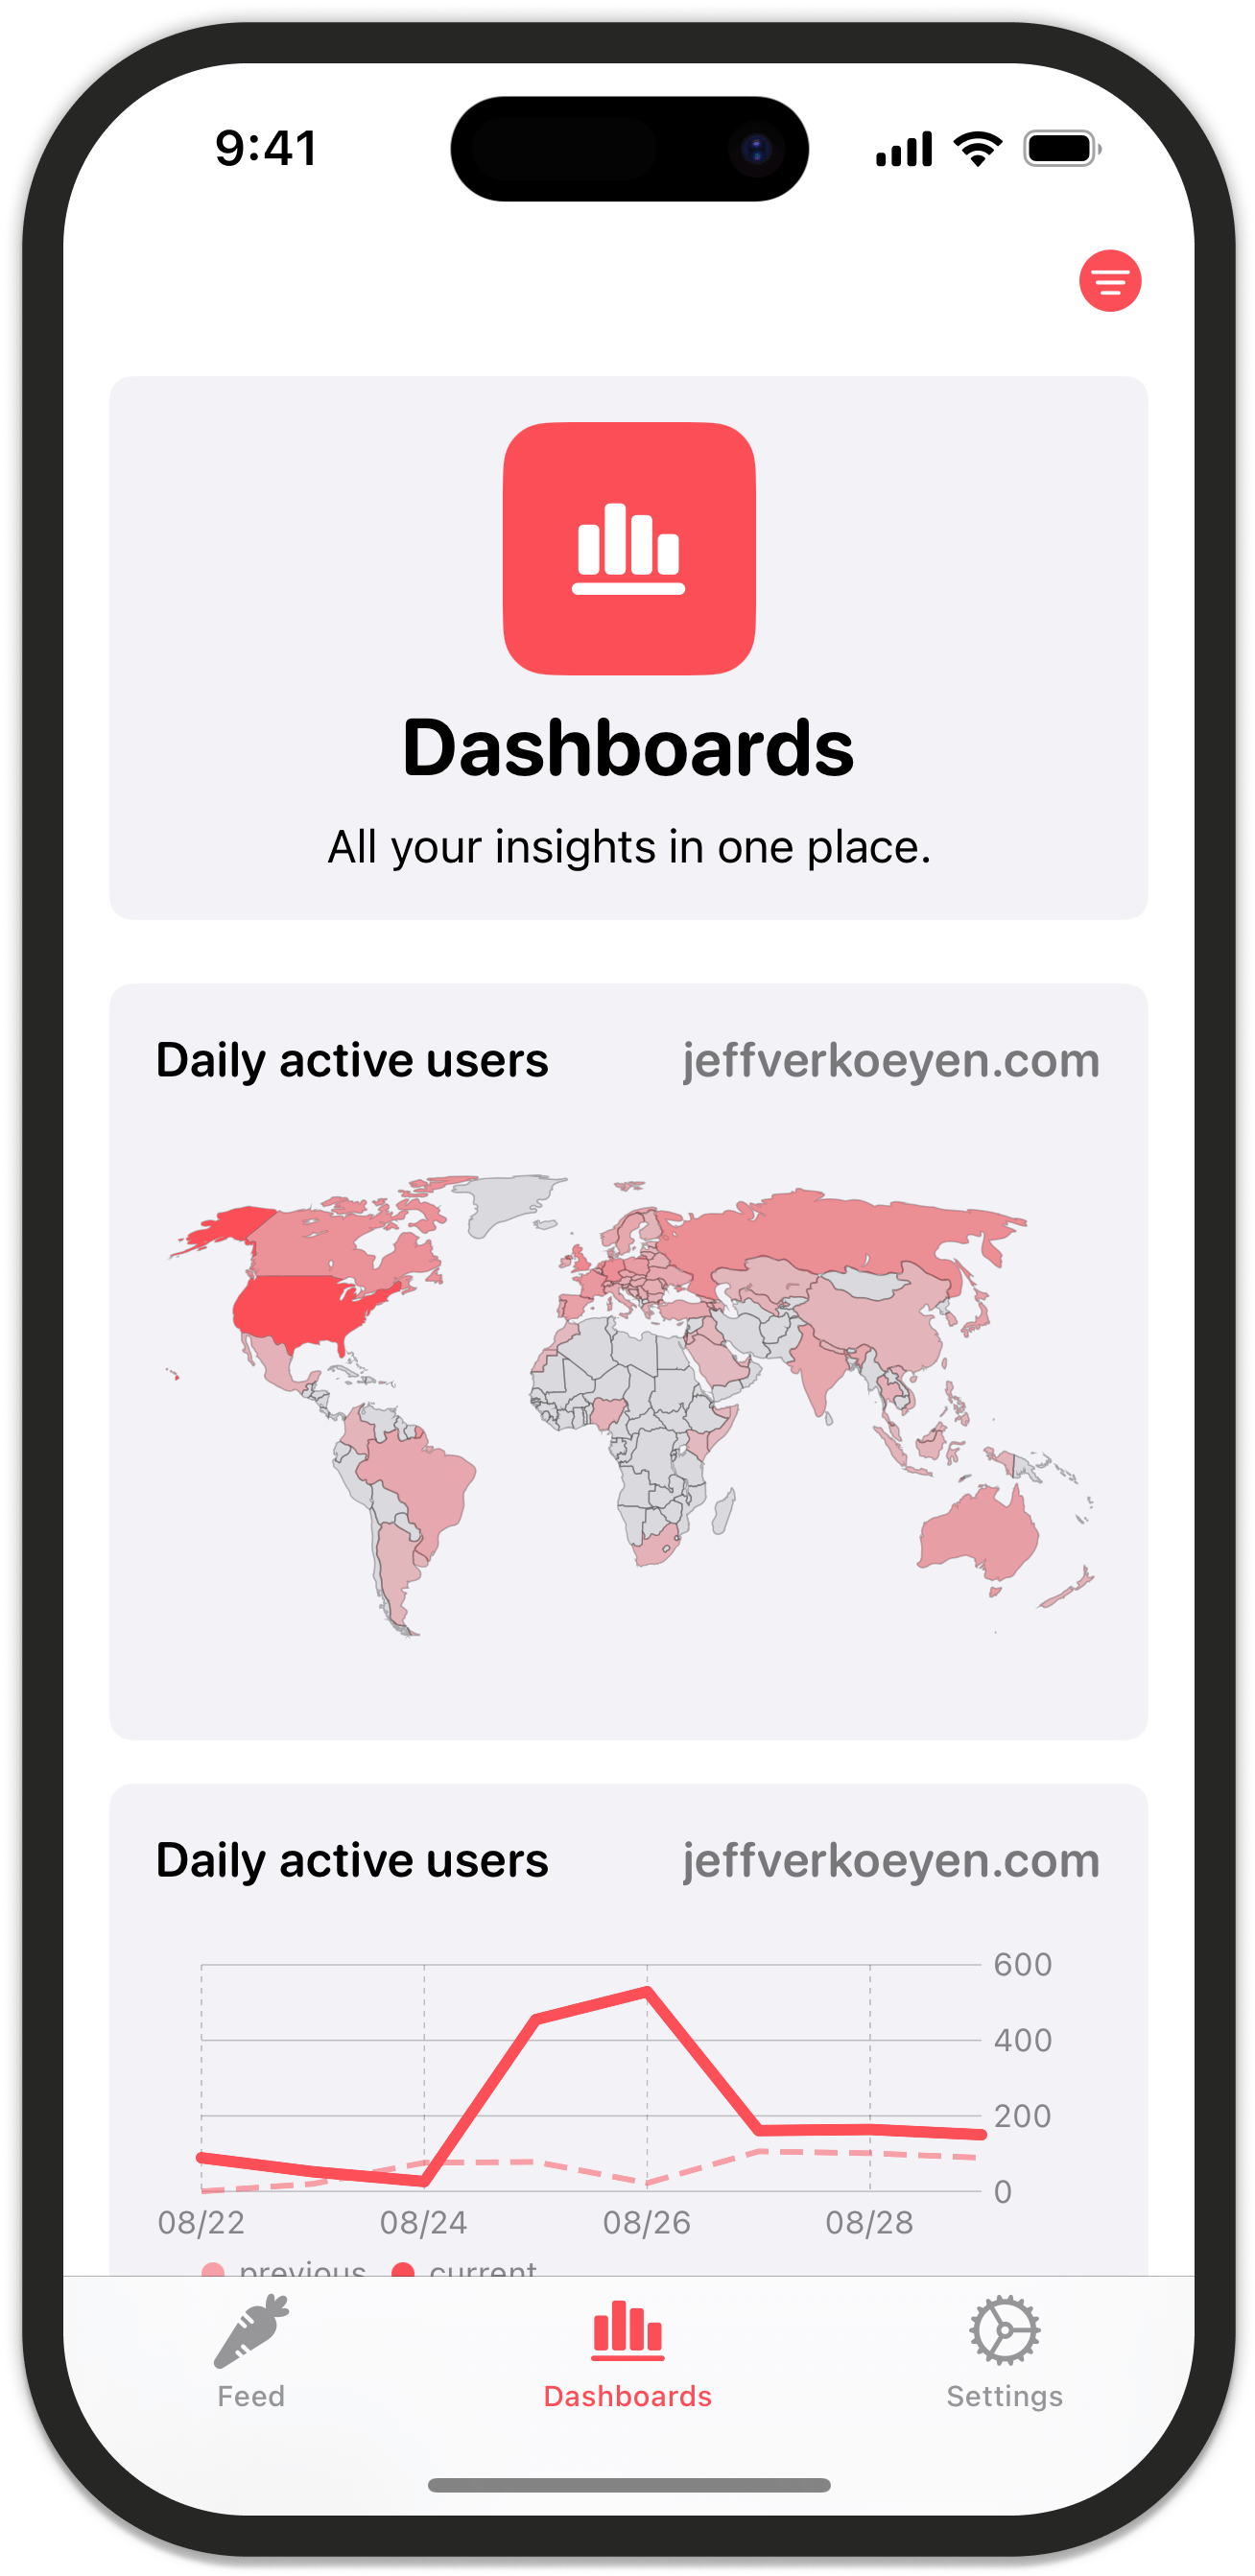 9:41
Dashboards
All your insights in one place.
Daily active users jeffverkoeyen.com
Daily active users jeffverkoeyen.com
600
400
200
0
08/22 08/24 08/26 08/28
previous current
Feed Dashboards Settings